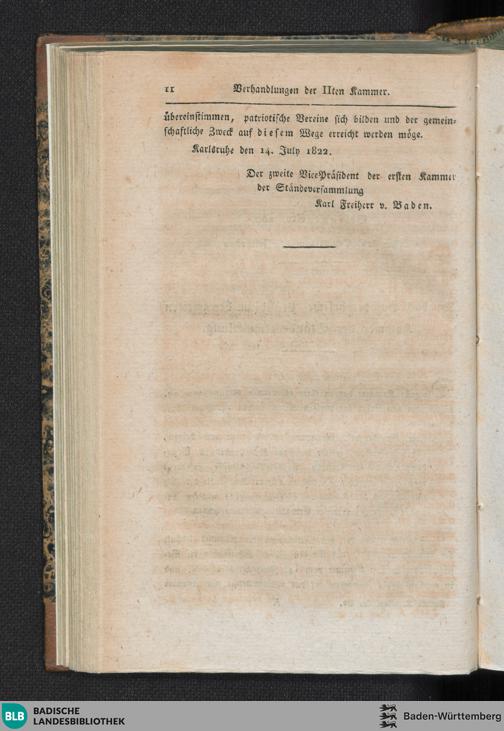 II Verhandlungen der IIten Kammer.
übereinstimmen, patriotische Vereine sich bilden und der gemein-
schaftliche Zweck auf diesem Wege erreicht werden möge.
Karlsruhe den 14. July 1822.
Der zweite VicePräsident der ersten Kammer
der Ständeversammlung
Karl Freiherr v. Baden.
BLB
BADISCHE
LANDESBIBLIOTHEK
Baden-Württemberg